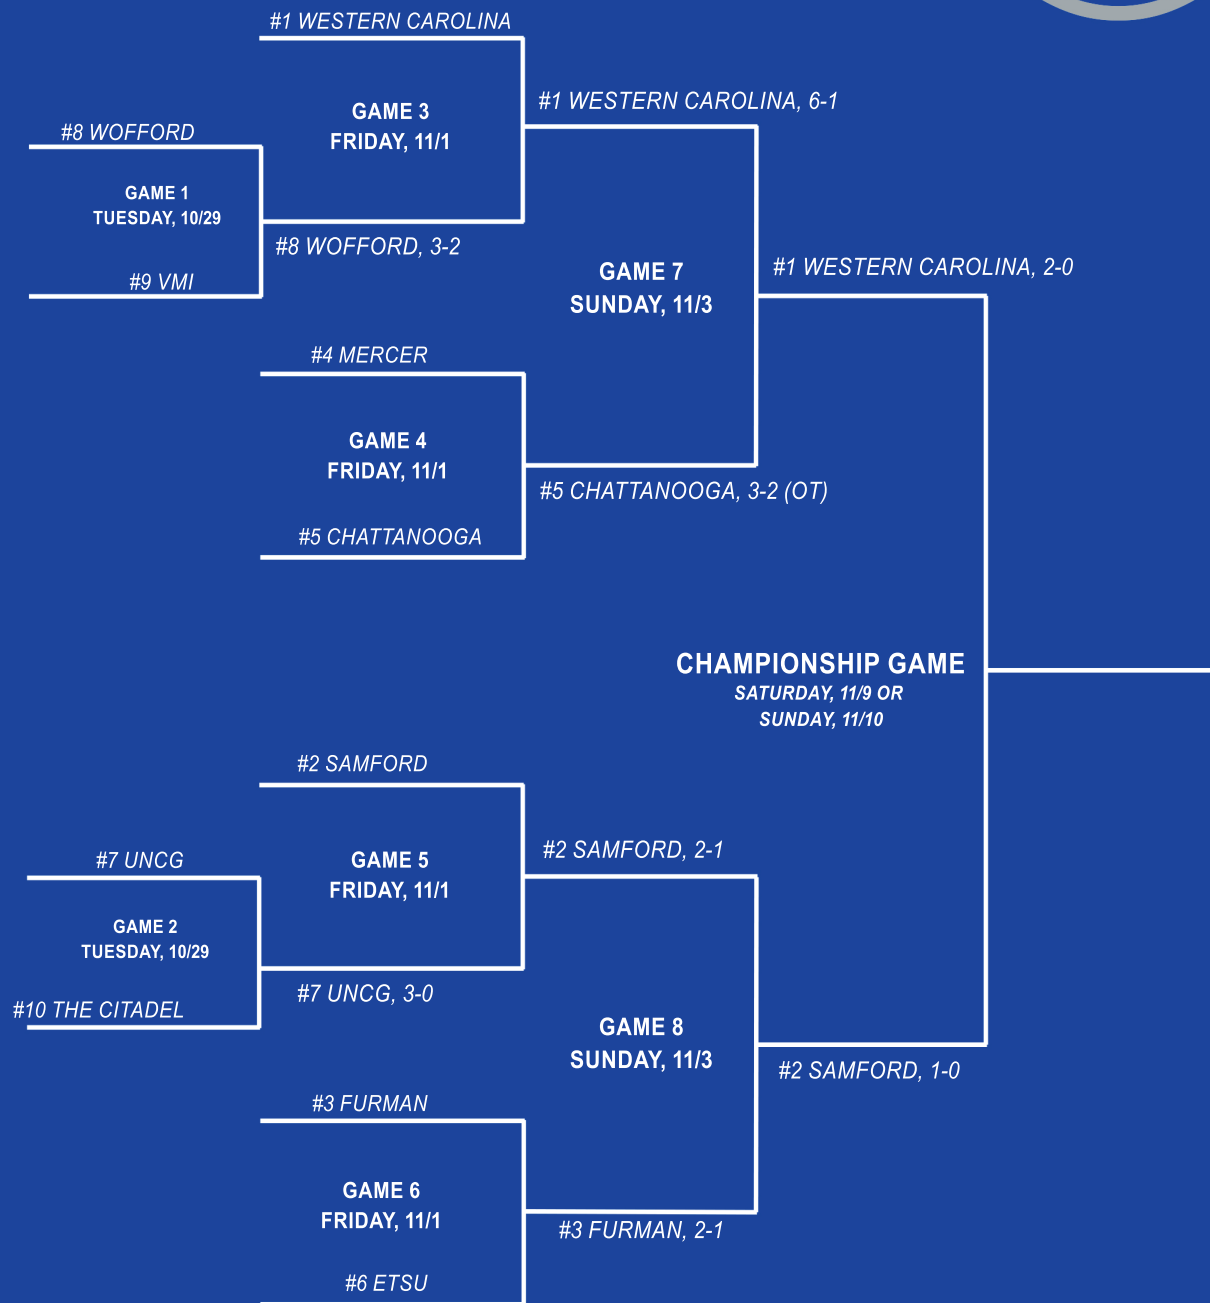 #1 WESTERN CAROLINA
#1 WESTERN CAROLINA, 6-1
GAME 3
FRIDAY, 11/1
#8 WOFFORD
GAME 1
TUESDAY, 10/29
#8 WOFFORD, 3-2
#9 VMI
GAME 7
SUNDAY, 11/3
#1 WESTERN CAROLINA, 2-0
#4 MERCER
GAME 4
FRIDAY, 11/1
#5 CHATTANOOGA, 3-2 (OT)
#5 CHATTANOOGA
CHAMPIONSHIP GAME
SATURDAY, 11/9 OR
SUNDAY, 11/10
#2 SAMFORD
#2 SAMFORD, 2-1
GAME 5
FRIDAY, 11/1
#7 UNCG
GAME 2
TUESDAY, 10/29
#7 UNCG, 3-0
#10 THE CITADEL
GAME 8
SUNDAY, 11/3
#2 SAMFORD, 1-0
#3 FURMAN
GAME 6
FRIDAY, 11/1
#3 FURMAN, 2-1
#6 ETSU